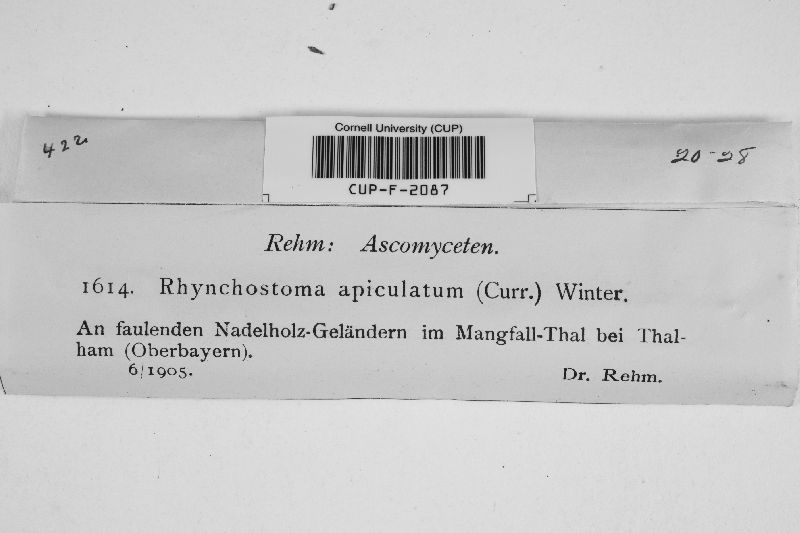 Cornell University (CUP)
422
20-28
CUP-F-2087
Rehm: Ascomyceten.
1614. Rhynchostoma apiculatum (Curr.) Winter.
An faulenden Nadelholz-Geländern im Mangfall-Thal bei Thal-
ham (Oberbayern).
6/1905.
Dr. Rehm.